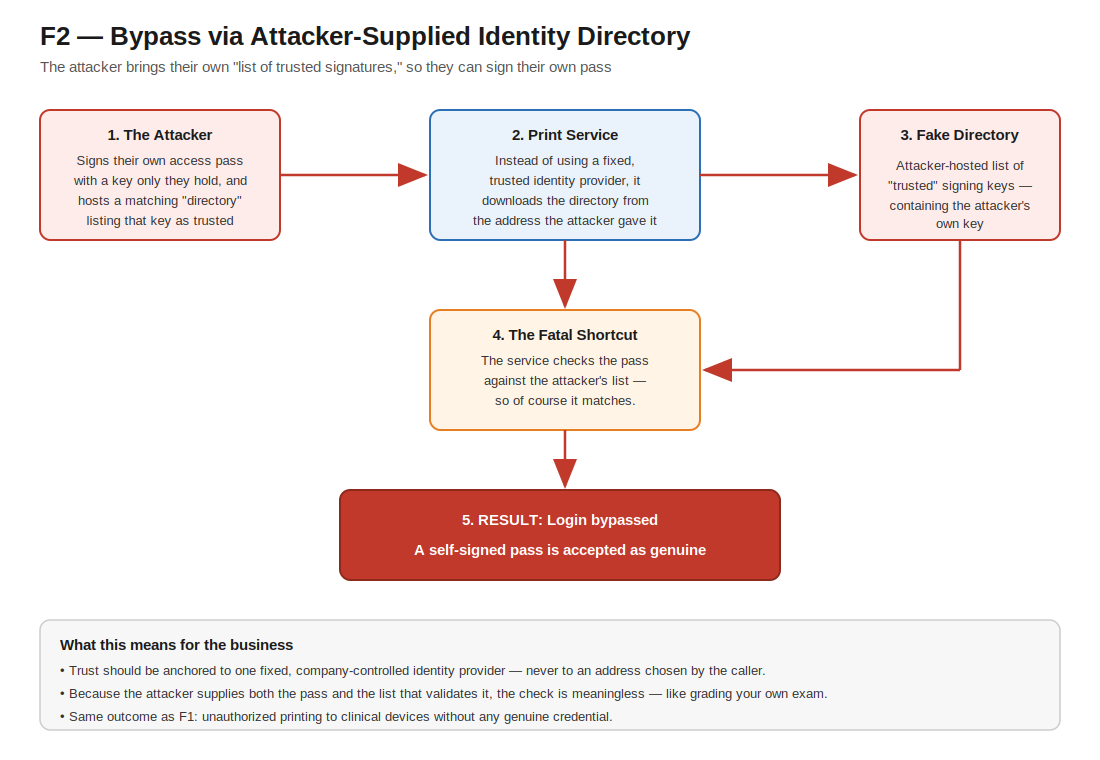 F2 — Bypass via Attacker-Supplied Identity Directory
The attacker brings their own "list of trusted signatures," so they can sign their own pass
1. The Attacker
Signs their own access pass
with a key only they hold, and
hosts a matching "directory"
listing that key as trusted
2. Print Service
Instead of using a fixed,
trusted identity provider, it
downloads the directory from
the address the attacker gave it
3. Fake Directory
Attacker-hosted list of
"trusted" signing keys —
containing the attacker's
own key
4. The Fatal Shortcut
The service checks the pass
against the attacker's list —
so of course it matches.
5. RESULT: Login bypassed
A self-signed pass is accepted as genuine
What this means for the business
• Trust should be anchored to one fixed, company-controlled identity provider — never to an address chosen by the caller.
• Because the attacker supplies both the pass and the list that validates it, the check is meaningless — like grading your own exam.
• Same outcome as F1: unauthorized printing to clinical devices without any genuine credential.